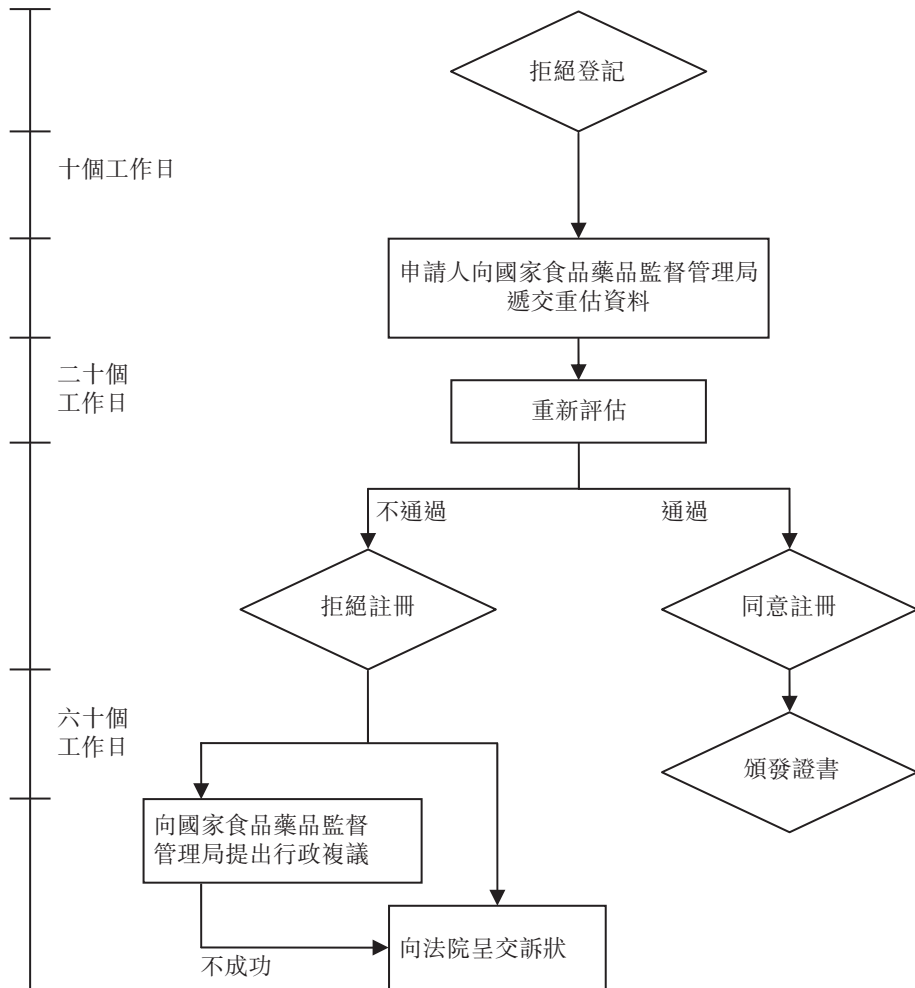 拒絕登記
十個工作日
申請人向國家食品藥品監督管理局
遞交重估資料
二十個
工作日
重新評估
不通過
通過
拒絕註冊
同意註冊
六十個
工作日
頒發證書
向國家食品藥品監督
管理局提出行政複議
不成功
向法院呈交訴狀